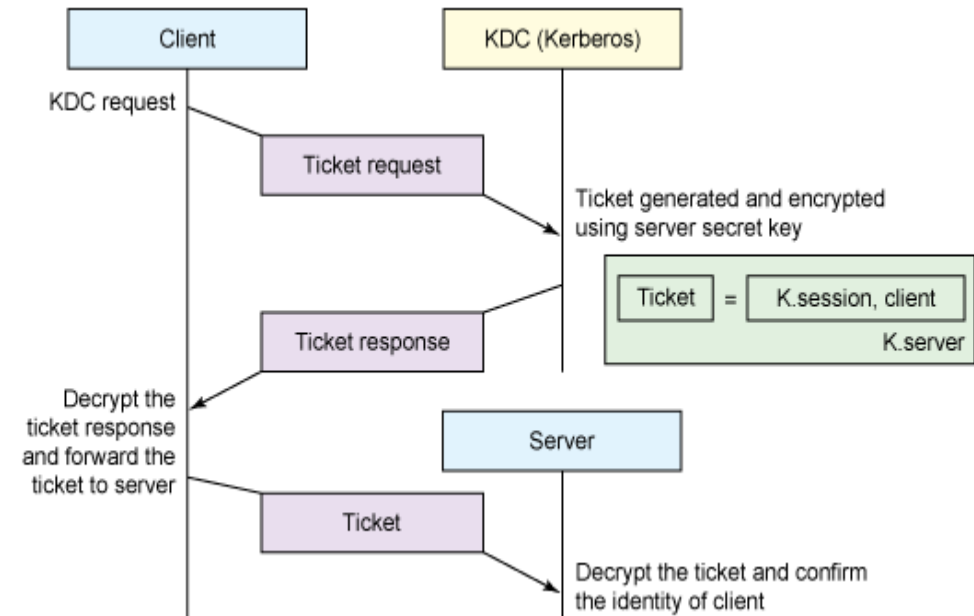 Client
KDC (Kerberos)
KDC request
Ticket request
Ticket generated and encrypted
using server secret key
Ticket = K.session, client
K.server
Ticket response
Decrypt the
ticket response
and forward the
ticket to server
Server
Ticket
Decrypt the ticket and confirm
the identity of client